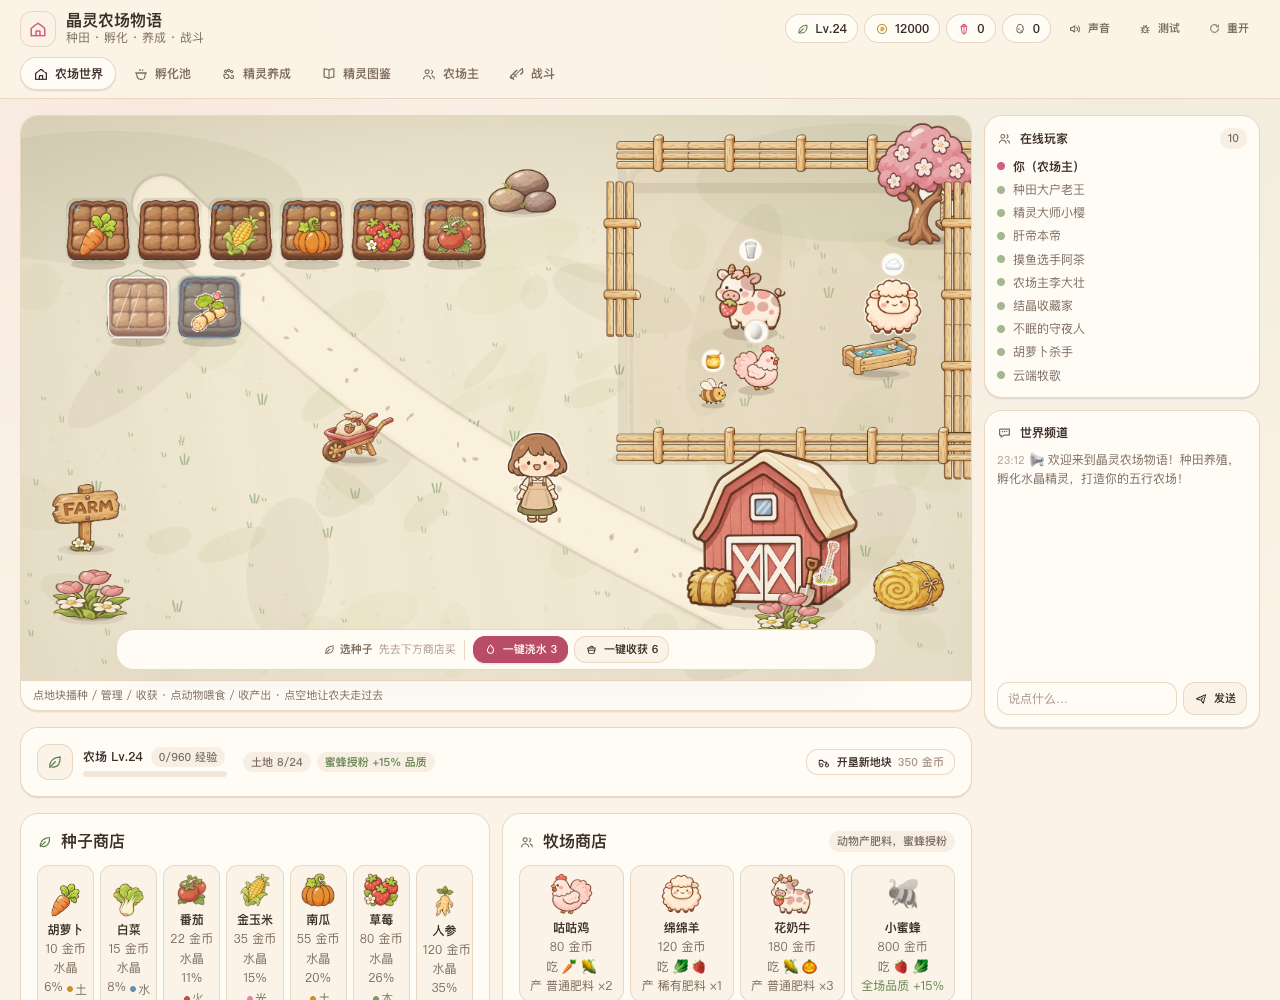 晶灵农场物语
种田 · 孵化 · 养成 · 战斗
Lv.24
12000
0
0
声音
测试
重开
农场世界
孵化池
精灵养成
精灵图鉴
农场主
战斗
FARM
选种子 先去下方商店买
一键浇水 3
一键收获 6
点地块播种 / 管理 / 收获 · 点动物喂食 / 收产出 · 点空地让农夫走过去
在线玩家
10
你（农场主）
种田大户老王
精灵大师小樱
肝帝本帝
摸鱼选手阿茶
农场主李大壮
结晶收藏家
不眠的守夜人
胡萝卜杀手
云端牧歌
世界频道
23:12 欢迎来到晶灵农场物语！种田养殖，
孵化水晶精灵，打造你的五行农场！
说点什么...
发送
农场 Lv.24
0/960 经验
土地 8/24
蜜蜂授粉 +15% 品质
开垦新地块 350 金币
种子商店
胡萝卜
10 金币
水晶
6% 土
白菜
15 金币
水晶
8% 水
番茄
22 金币
水晶
11%
火
金玉米
35 金币
水晶
15%
光
南瓜
55 金币
水晶
20%
土
草莓
80 金币
水晶
26%
木
人参
120 金币
水晶
35%
牧场商店
动物产肥料，蜜蜂授粉
咕咕鸡
80 金币
吃
产 普通肥料 ×2
绵绵羊
120 金币
吃
产 稀有肥料 ×1
花奶牛
180 金币
吃
产 普通肥料 ×3
小蜜蜂
800 金币
吃
全场品质 +15%